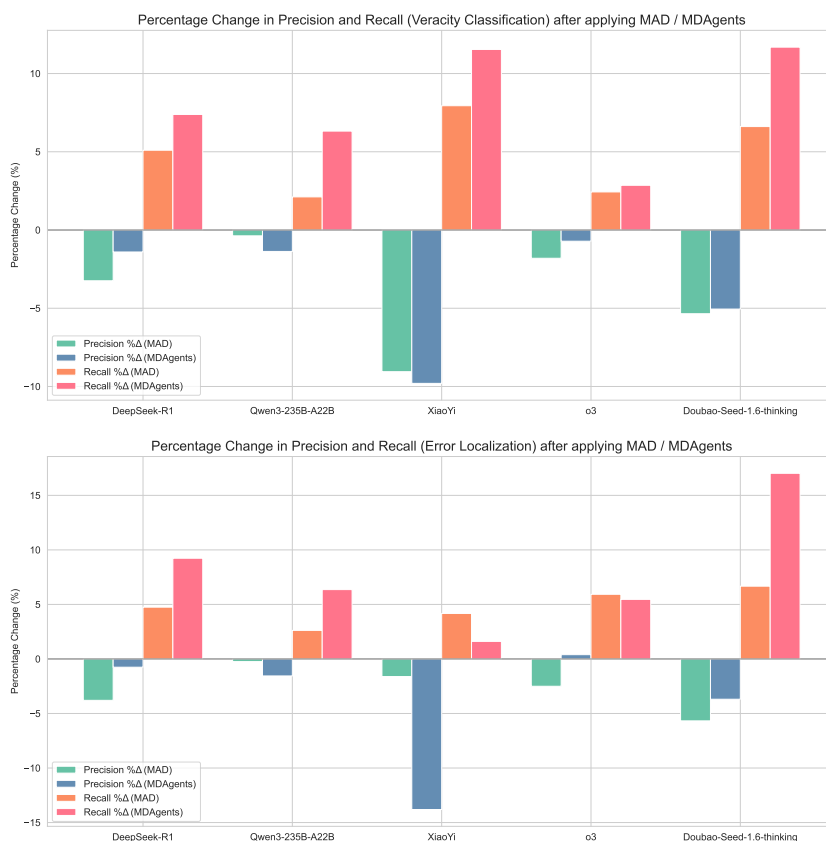 Percentage Change in Precision and Recall (Veracity Classification) after applying MAD / MDAgents
Percentage Change (%)
10
5
0
−5
−10
Precision %Δ (MAD)
Precision %Δ (MDAgents)
Recall %Δ (MAD)
Recall %Δ (MDAgents)
DeepSeek-R1
Qwen3-235B-A22B
XiaoYi
o3
Doubao-Seed-1.6-thinking
Percentage Change in Precision and Recall (Error Localization) after applying MAD / MDAgents
Percentage Change (%)
15
10
5
0
−5
−10
−15
Precision %Δ (MAD)
Precision %Δ (MDAgents)
Recall %Δ (MAD)
Recall %Δ (MDAgents)
DeepSeek-R1
Qwen3-235B-A22B
XiaoYi
o3
Doubao-Seed-1.6-thinking